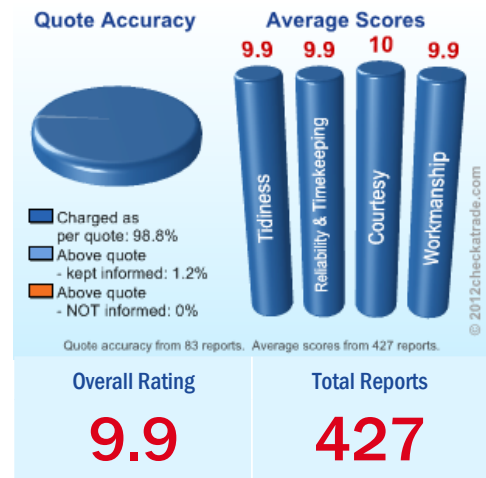 Quote Accuracy
Charged as
per quote: 98.8%
Above quote
- kept informed: 1.2%
Above quote
- NOT informed: 0%
Average Scores
9.9 9.9 10 9.9
Tidiness
Reliability & Timekeeping
Courtesy
Workmanship
© 2012checkatrade.com
Quote accuracy from 83 reports. Average scores from 427 reports.
Overall Rating
9.9
Total Reports
427